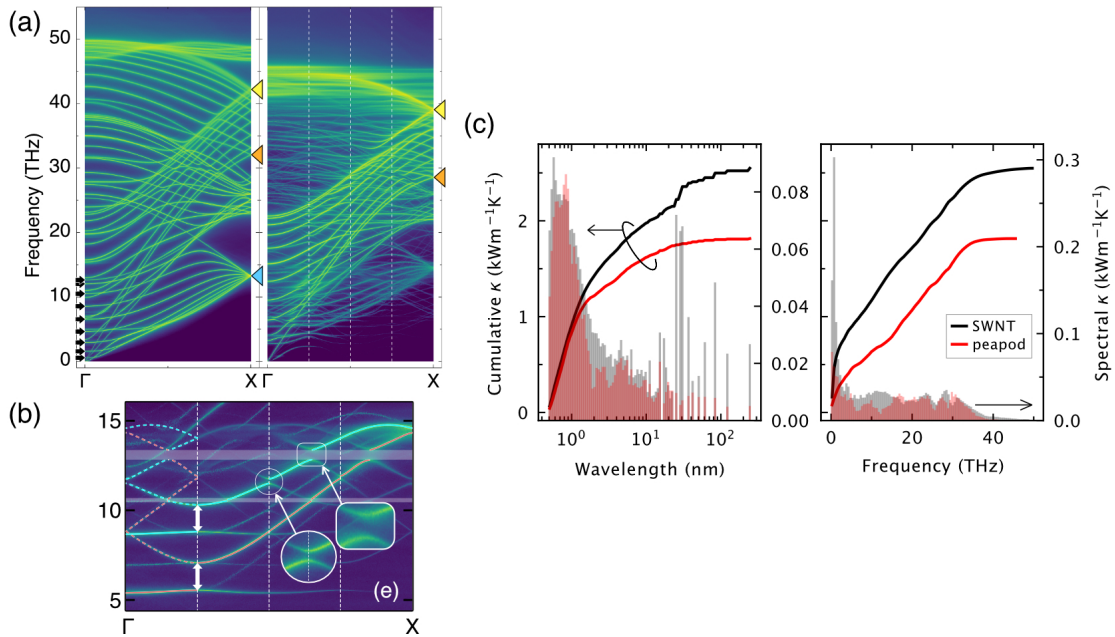 (a)
50
40
30
20
10
0
Frequency (THz)
Γ
X
Γ
X
(b)
15
10
5
(e)
Γ
X
(c)
Cumulative κ (kWm⁻¹K⁻¹)
2
1
0
0.08
0.06
0.04
0.02
0.00
10⁰
10¹
10²
Wavelength (nm)
SWNT
peapod
0.3
0.2
0.1
0.0
Spectral κ (kWm⁻¹K⁻¹)
0
20
40
Frequency (THz)